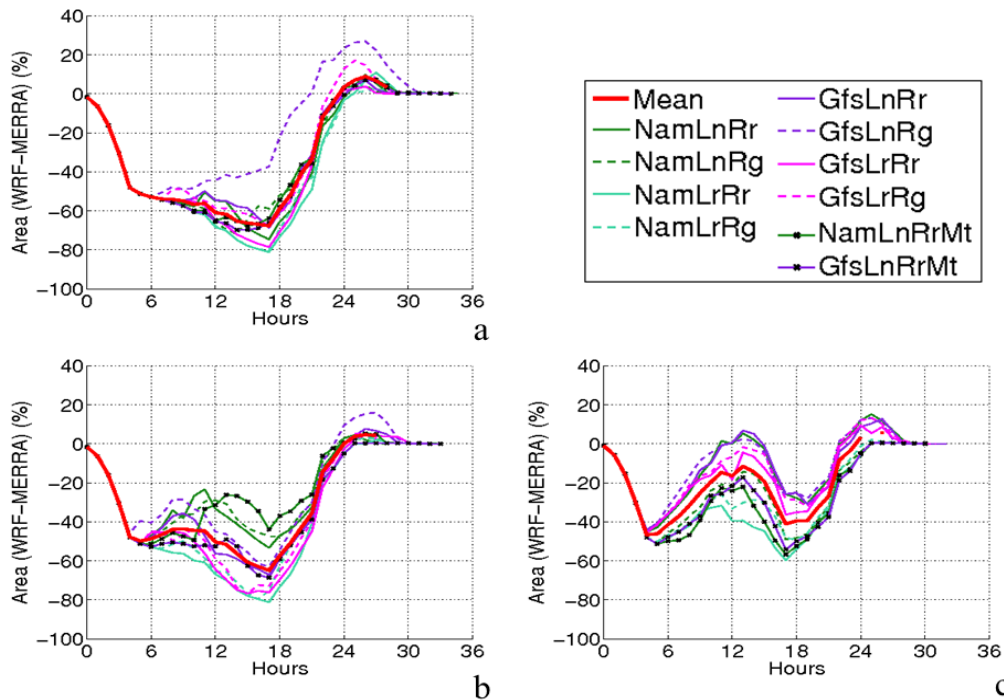 40
20
0
−20
−40
−60
−80
−100
Area (WRF−MERRA) (%)
0 6 12 18 24 30 36
Hours
a
Mean
NamLnRr
NamLnRg
NamLrRr
NamLrRg
GfsLnRr
GfsLnRg
GfsLrRr
GfsLrRg
NamLnRrMt
GfsLnRrMt
40
20
0
−20
−40
−60
−80
−100
Area (WRF−MERRA) (%)
0 6 12 18 24 30 36
Hours
b
40
20
0
−20
−40
−60
−80
−100
Area (WRF−MERRA) (%)
0 6 12 18 24 30 36
Hours